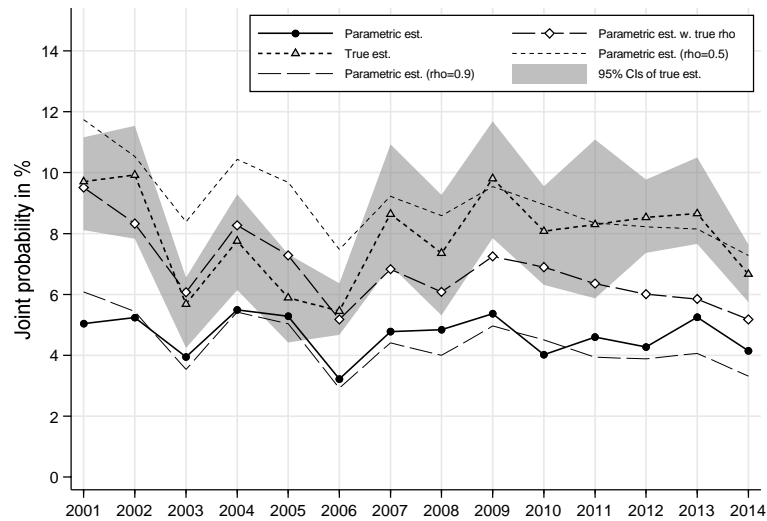 Parametric est.
Parametric est. w. true rho
True est.
Parametric est. (rho=0.5)
Parametric est. (rho=0.9)
95% CIs of true est.
Joint probability in %
14
12
10
8
6
4
2
0
2001 2002 2003 2004 2005 2006 2007 2008 2009 2010 2011 2012 2013 2014